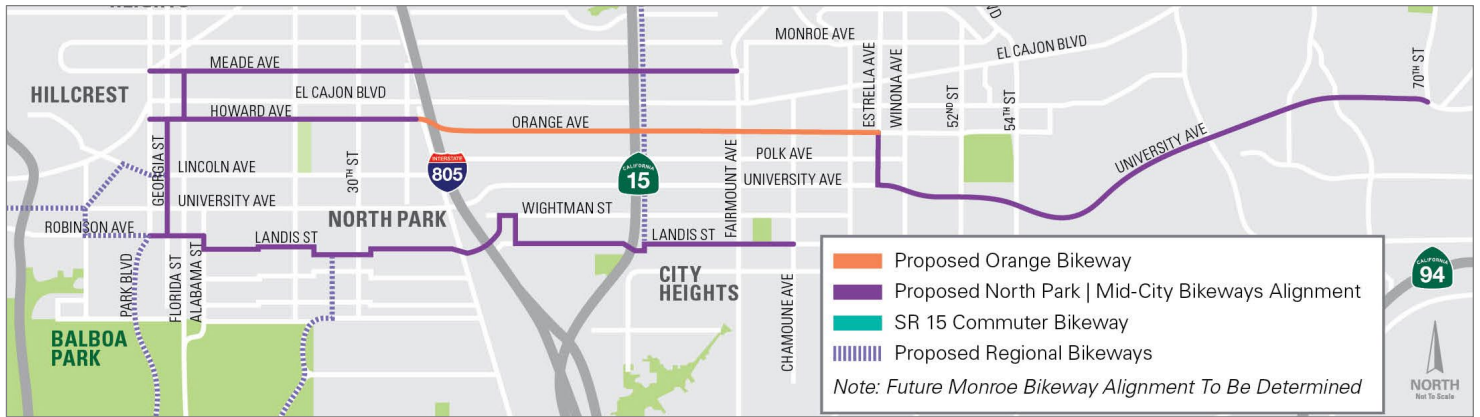 HEIGHTS
VD
MONROE AVE
EL CAJON BLVD
70TH ST
MEADE AVE
ESTRELLA AVE
WINONA AVE
HILLCREST
EL CAJON BLVD
52ND ST
54TH ST
HOWARD AVE
ORANGE AVE
UNIVERSITY AVE
GEORGIA ST
LINCOLN AVE
30TH ST
INTERSTATE
805
CALIFORNIA
15
FAIRMOUNT AVE
POLK AVE
UNIVERSITY AVE
UNIVERSITY AVE
NORTH PARK
WIGHTMAN ST
ROBINSON AVE
LANDIS ST
LANDIS ST
PARK BLVD
FLORIDA ST
ALABAMA ST
CITY
HEIGHTS
CHAMOUNE AVE
BALBOA
PARK
Proposed Orange Bikeway
Proposed North Park | Mid-City Bikeways Alignment
SR 15 Commuter Bikeway
Proposed Regional Bikeways
Note: Future Monroe Bikeway Alignment To Be Determined
CALIFORNIA
94
NORTH
Not To Scale